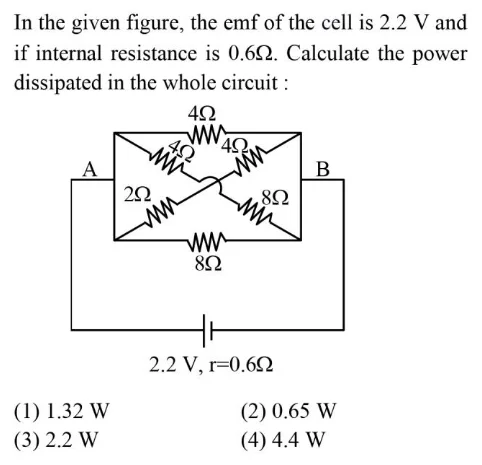 In the given figure, the emf of the cell is 2.2 V and
if internal resistance is 0.6Ω. Calculate the power
dissipated in the whole circuit :
4Ω
4Ω 4Ω
A B
2Ω 8Ω
8Ω
2.2 V, r=0.6Ω
(1) 1.32 W (2) 0.65 W
(3) 2.2 W (4) 4.4 W